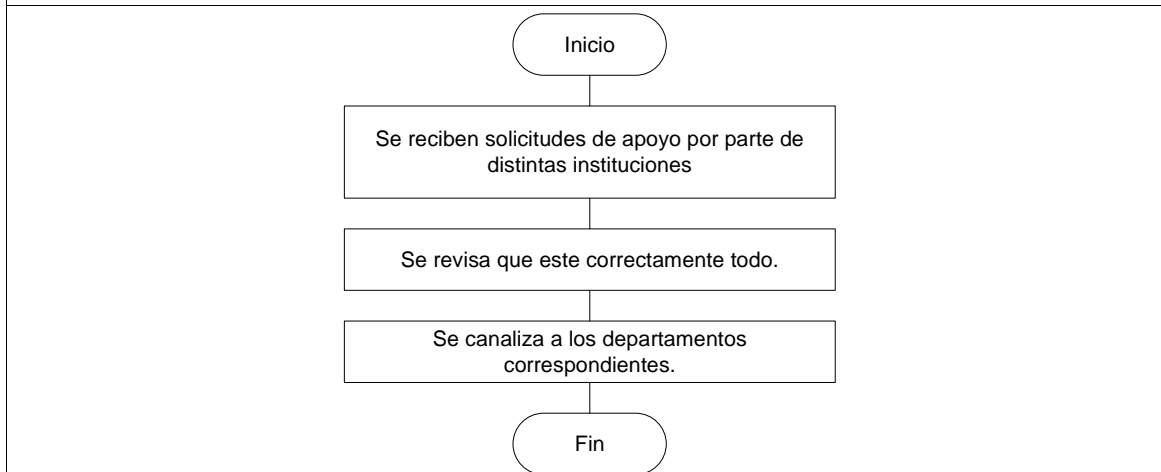 Inicio
Se reciben solicitudes de apoyo por parte de
distintas instituciones
Se revisa que este correctamente todo.
Se canaliza a los departamentos
correspondientes.
Fin